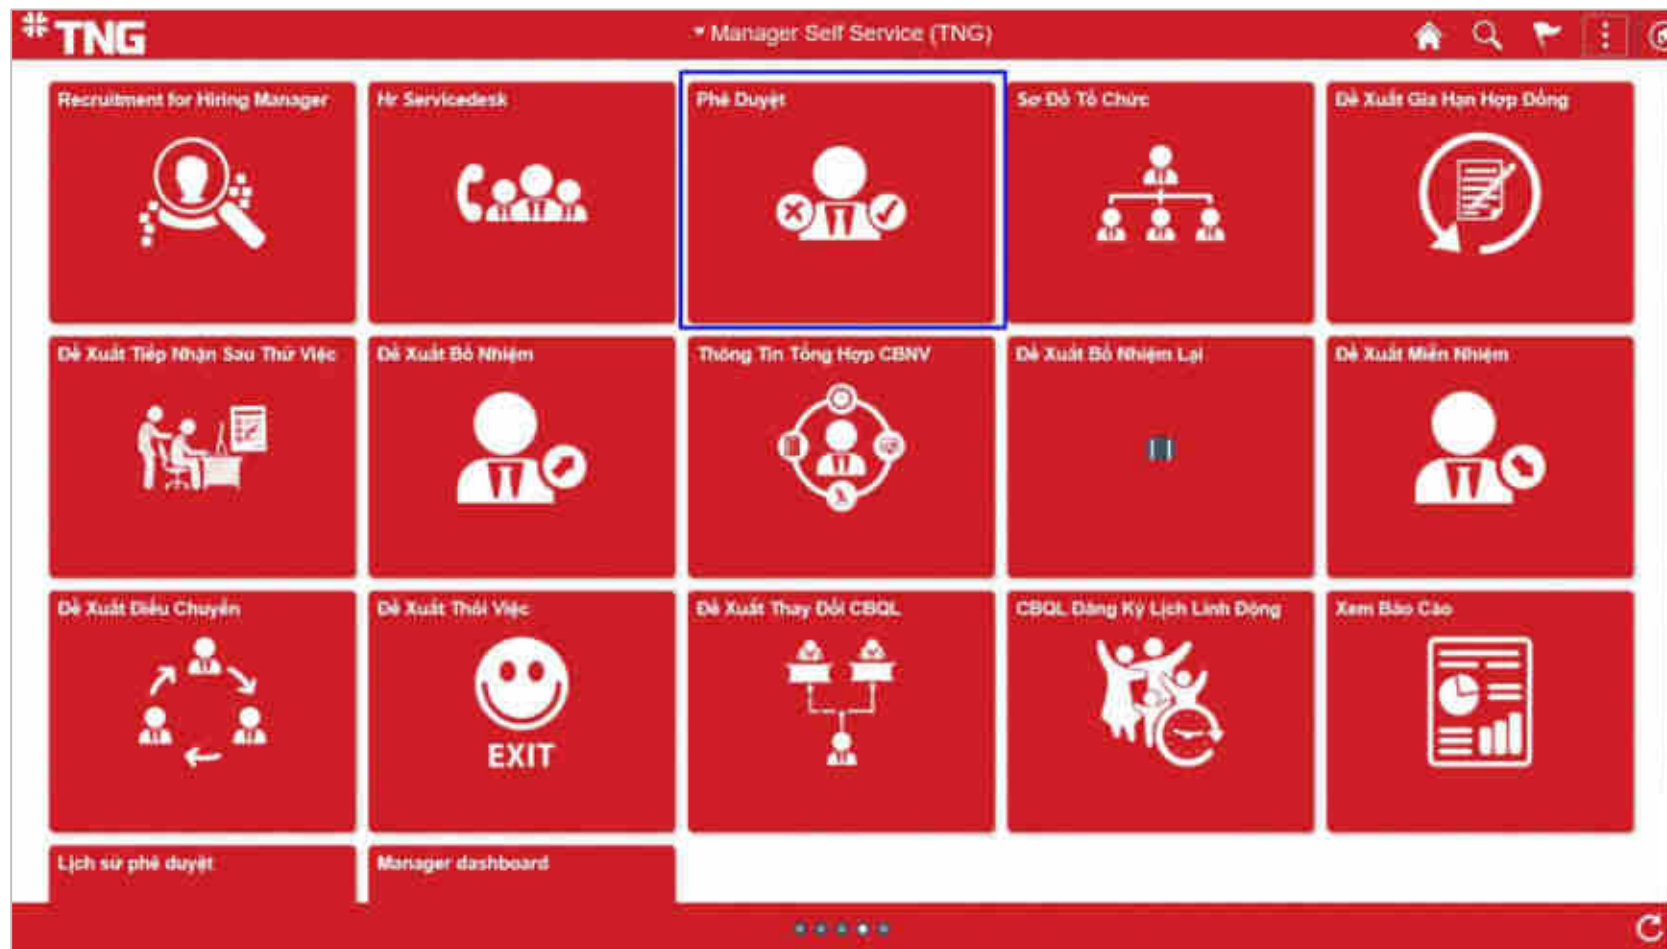 TNG
Manager Self Service (TNG)
Recruitment for Hiring Manager
Hr Servicedesk
Phê Duyệt
Sơ Đồ Tổ Chức
Đề Xuất Gia Hạn Hợp Đồng
Đề Xuất Tiếp Nhận Sau Thử Việc
Đề Xuất Bổ Nhiệm
Thông Tin Tổng Hợp CBNV
Đề Xuất Bổ Nhiệm Lại
Đề Xuất Miễn Nhiệm
Đề Xuất Điều Chuyển
Đề Xuất Thôi Việc
EXIT
Đề Xuất Thay Đổi CBQL
CBQL Đăng Ký Lịch Linh Động
Xem Báo Cáo
Lịch sử phê duyệt
Manager dashboard